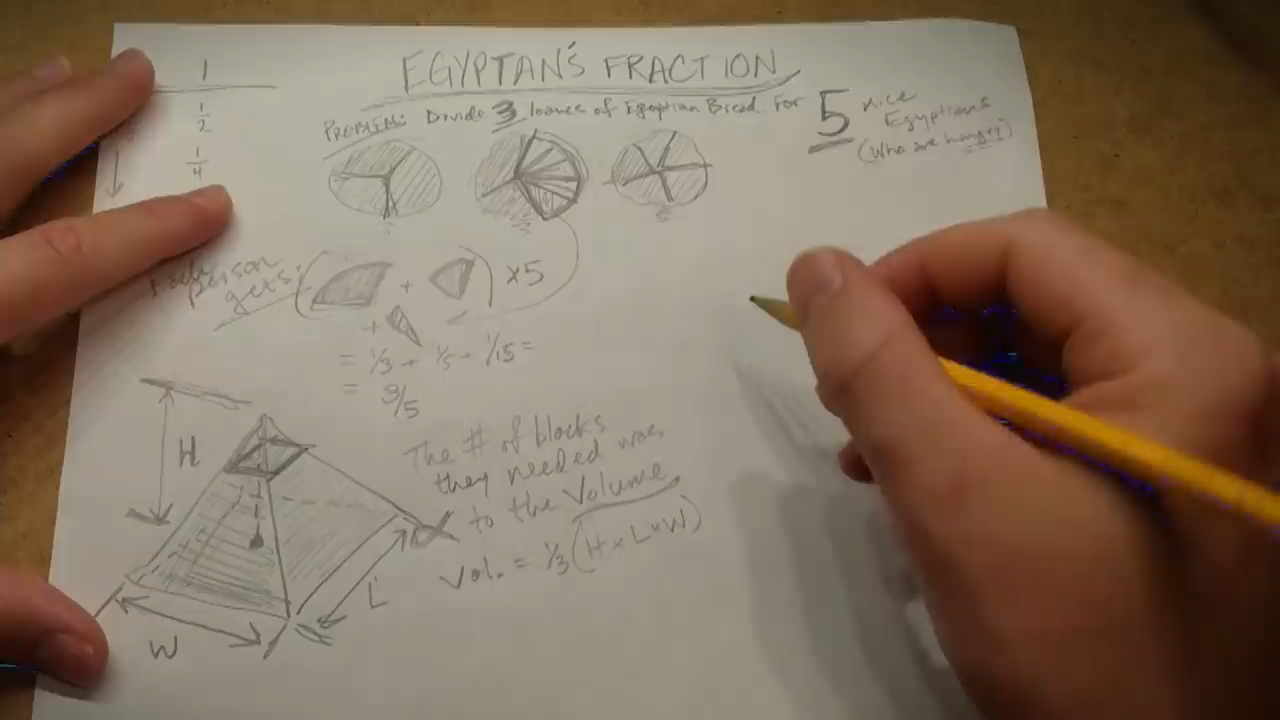 EGYPTAN'S FRACTION
1
1/2
1/4
PROBLEM: Divide 3 loaves of Egyptian Bread For 5 nice
Egyptians
(Who are hungry)
Each person
gets:
( + ) x5
+
= 1/3 + 1/5 + 1/15 =
= 3/5
H
W
L
The # of blocks
they needed was
to the Volume
Vol. = 1/3 (H x L x W)